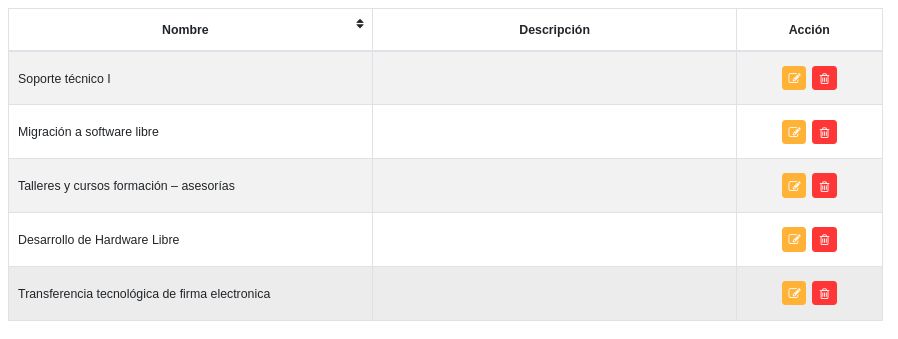 Nombre
Descripción
Acción
Soporte técnico I
Migración a software libre
Talleres y cursos formación – asesorías
Desarrollo de Hardware Libre
Transferencia tecnológica de firma electronica